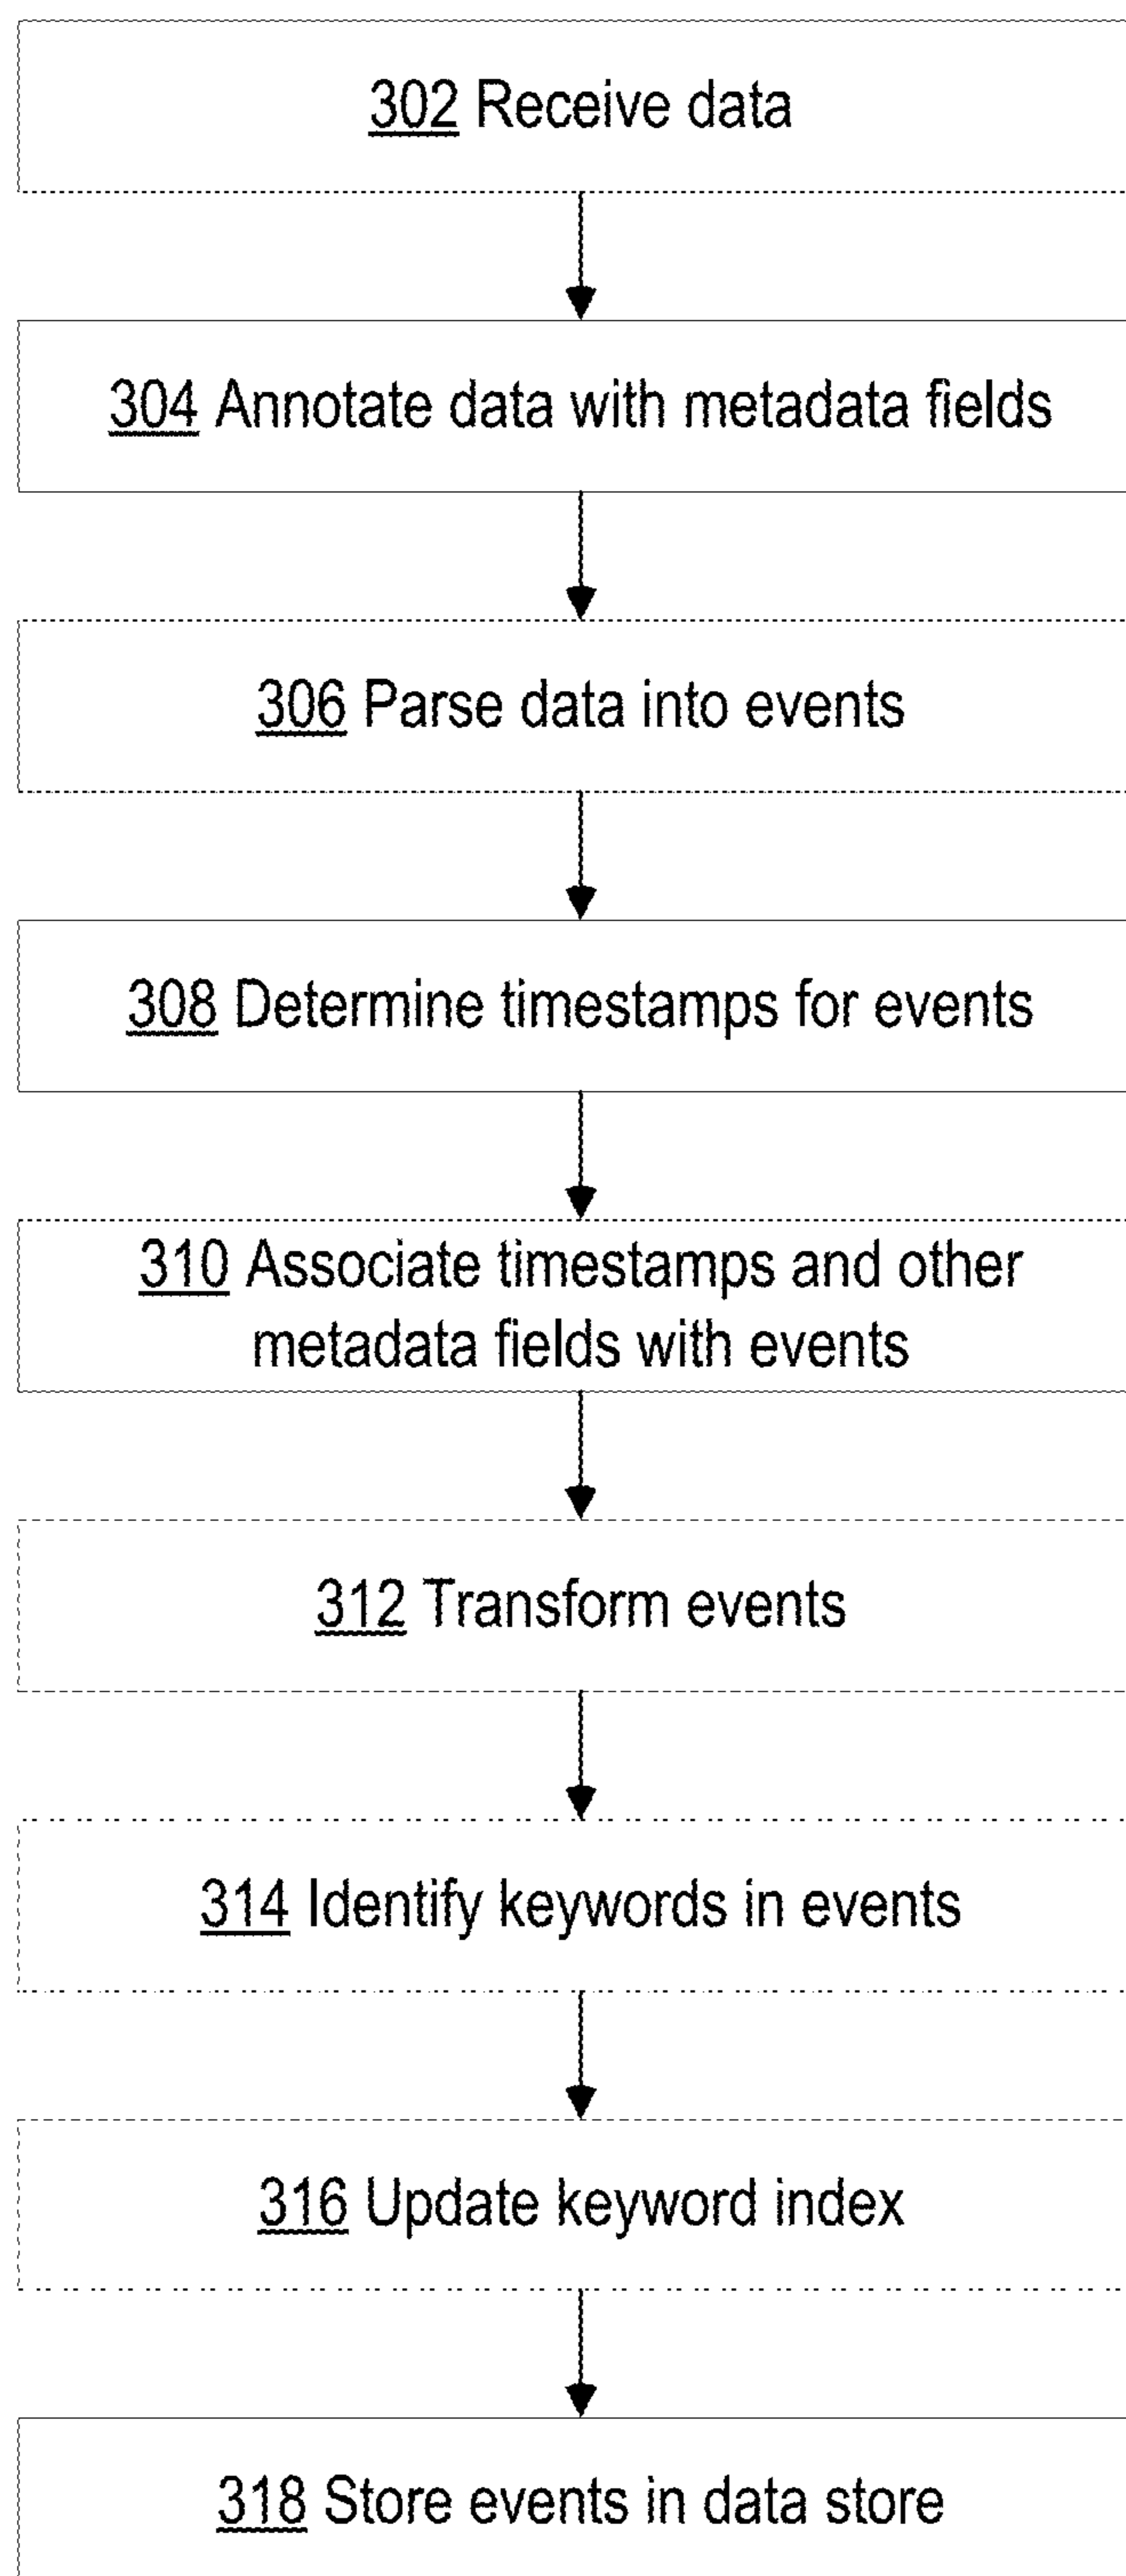 302 Receive data
304 Annotate data with metadata fields
306 Parse data into events
308 Determine timestamps for events
310 Associate timestamps and other
metadata fields with events
312 Transform events
314 Identify keywords in events
316 Update keyword index
318 Store events in data store